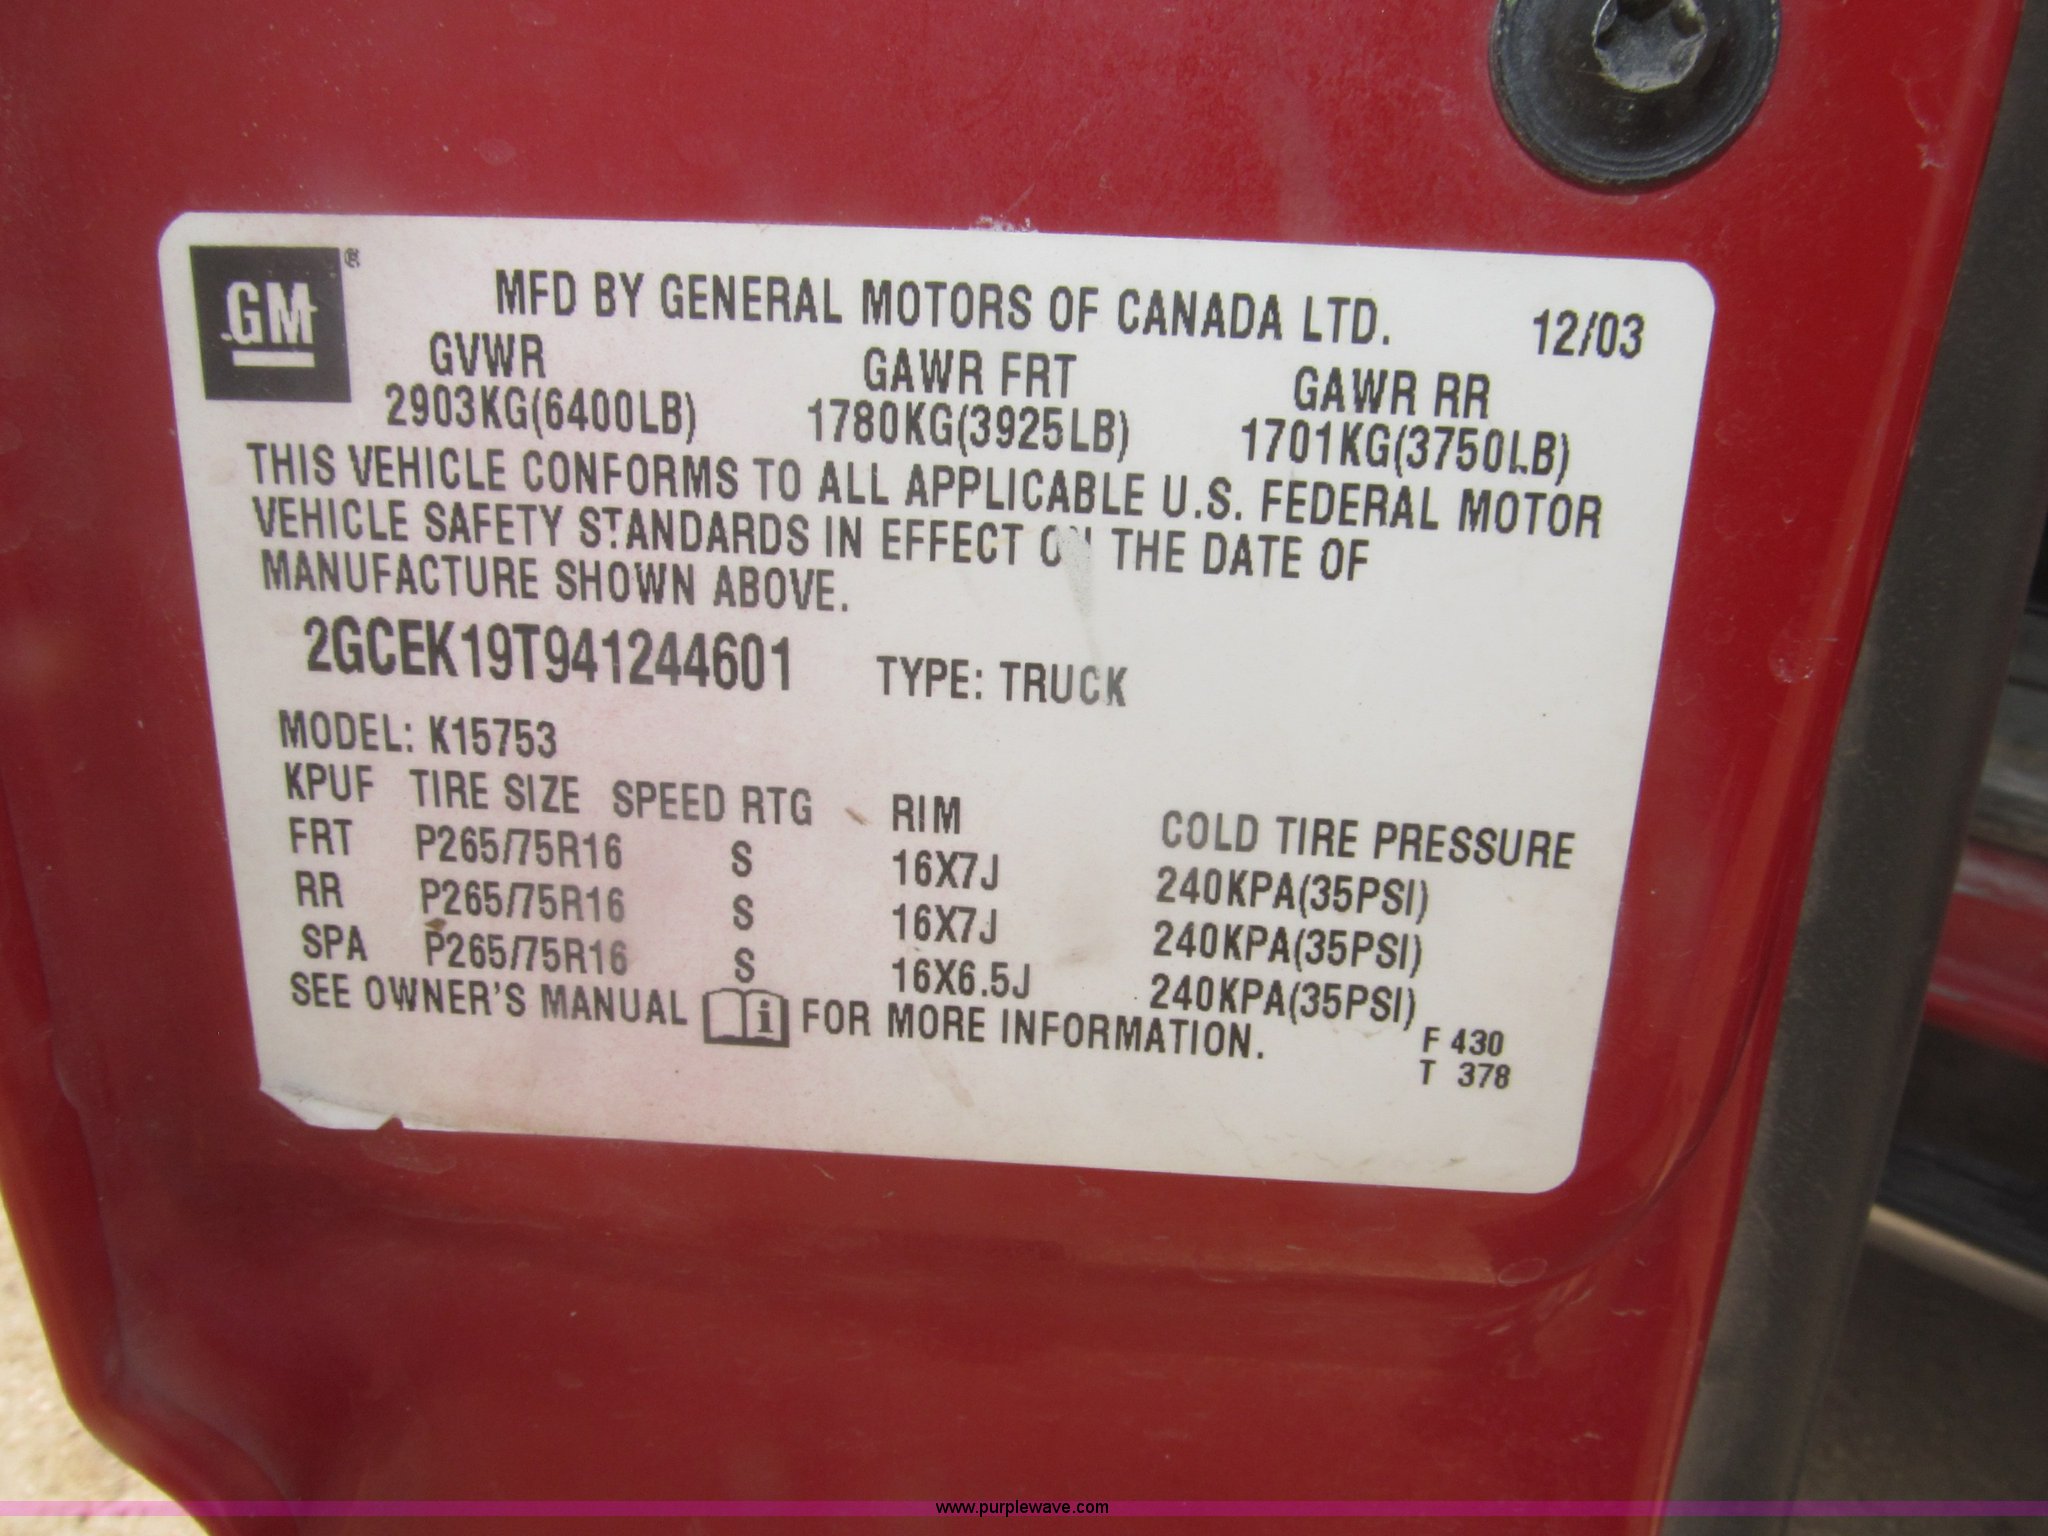 GM ®
MFD BY GENERAL MOTORS OF CANADA LTD. 12/03
GVWR GAWR FRT GAWR RR
2903KG(6400LB) 1780KG(3925LB) 1701KG(3750LB)
THIS VEHICLE CONFORMS TO ALL APPLICABLE U.S. FEDERAL MOTOR
VEHICLE SAFETY STANDARDS IN EFFECT ON THE DATE OF
MANUFACTURE SHOWN ABOVE.
2GCEK19T941244601 TYPE: TRUCK
MODEL: K15753
KPUF TIRE SIZE SPEED RTG RIM COLD TIRE PRESSURE
FRT P265/75R16 S 16X7J 240KPA(35PSI)
RR P265/75R16 S 16X7J 240KPA(35PSI)
SPA P265/75R16 S 16X6.5J 240KPA(35PSI)
SEE OWNER'S MANUAL i FOR MORE INFORMATION.
F 430
T 378
www.purplewave.com